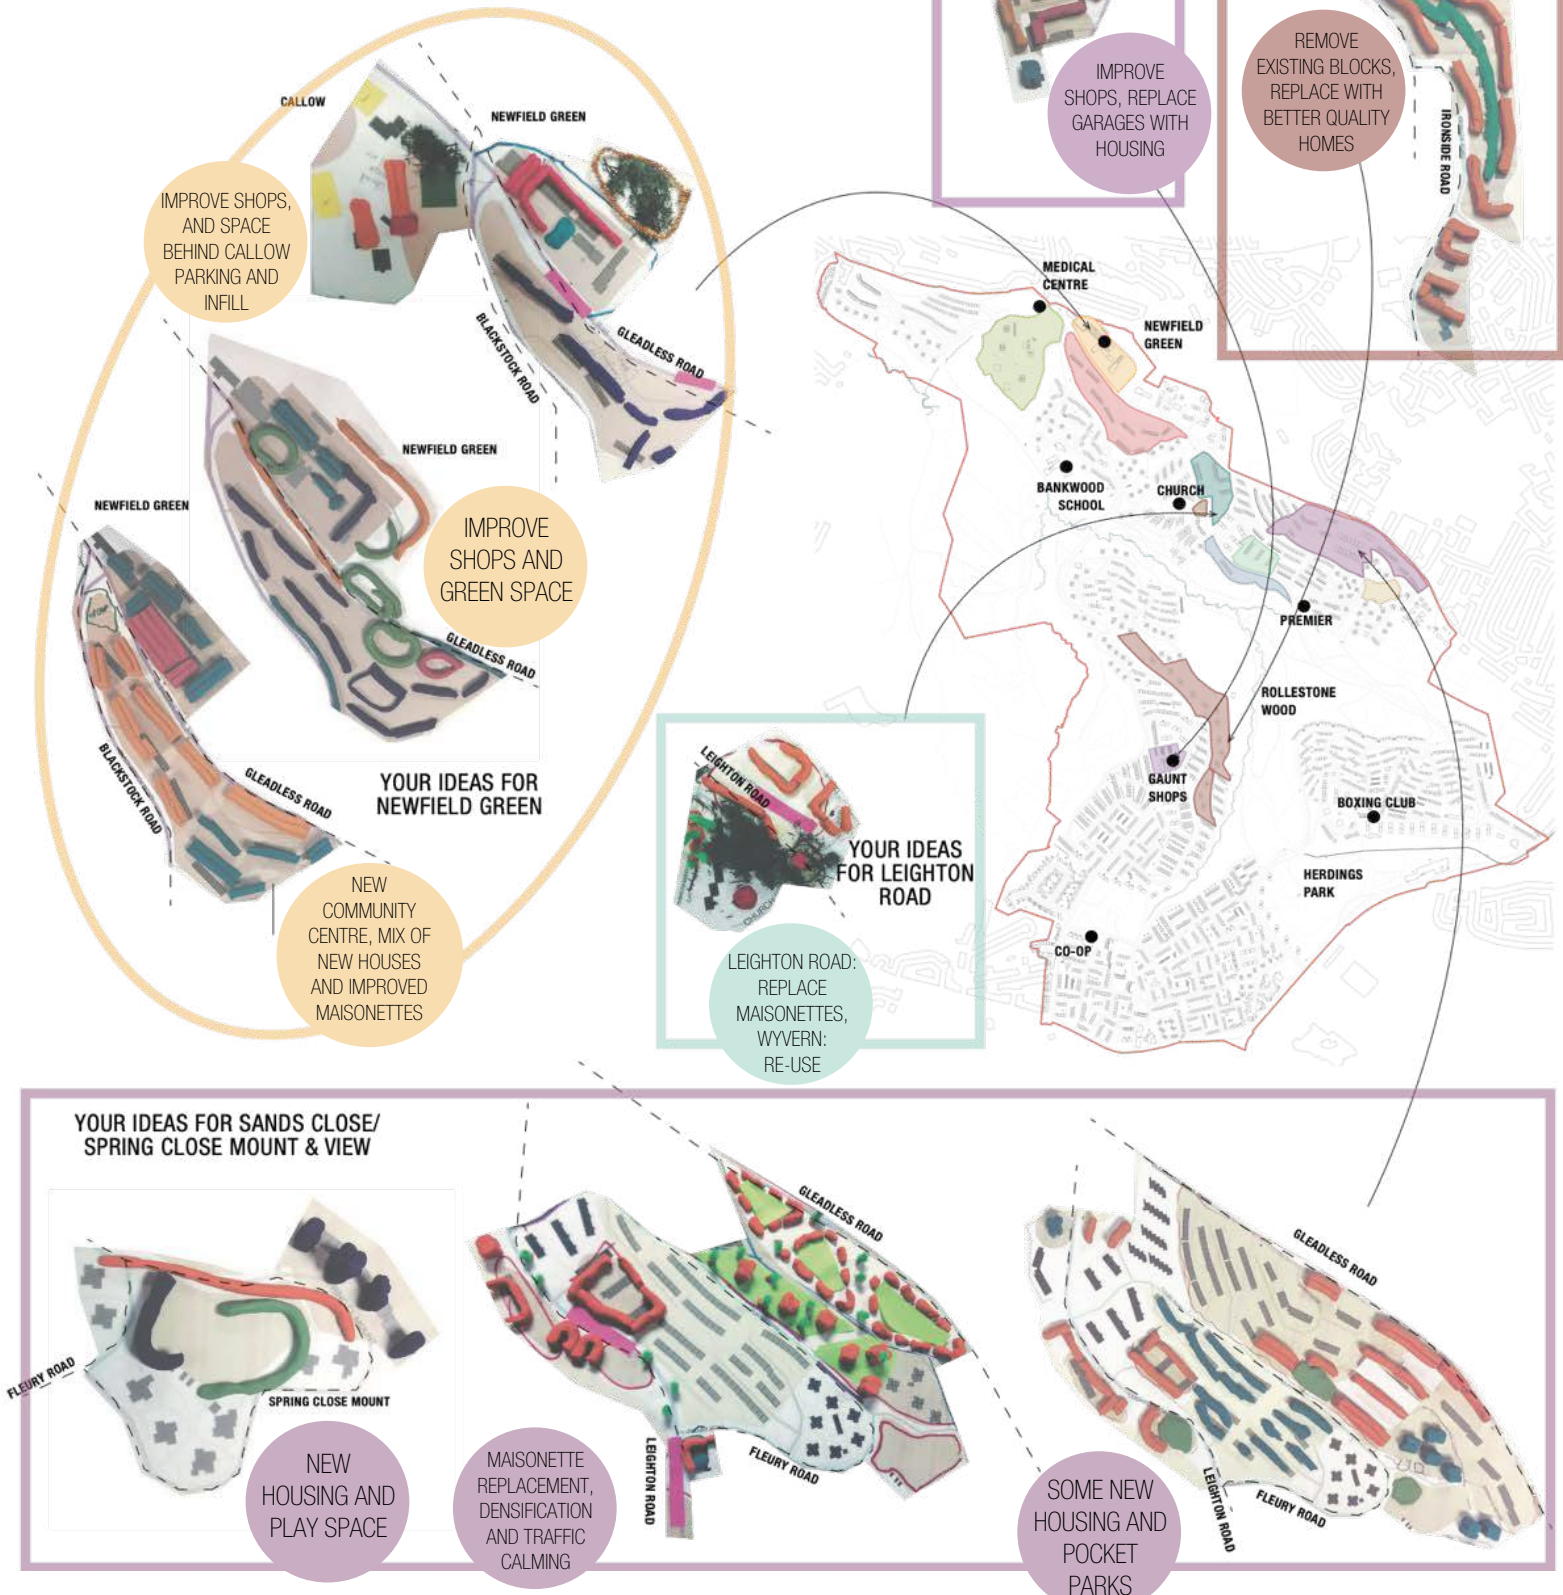 CALLOW
NEWFIELD GREEN
IMPROVE SHOPS,
AND SPACE
BEHIND CALLOW
PARKING AND
INFILL
BLACKSTOCK ROAD
GLEADLESS ROAD
NEWFIELD GREEN
IMPROVE
SHOPS AND
GREEN SPACE
GLEADLESS ROAD
NEWFIELD GREEN
BLACKSTOCK ROAD
GLEADLESS ROAD
YOUR IDEAS FOR
NEWFIELD GREEN
NEW
COMMUNITY
CENTRE, MIX OF
NEW HOUSES
AND IMPROVED
MAISONETTES
IMPROVE
SHOPS, REPLACE
GARAGES WITH
HOUSING
REMOVE
EXISTING BLOCKS,
REPLACE WITH
BETTER QUALITY
HOMES
IRONSIDE ROAD
MEDICAL
CENTRE
NEWFIELD
GREEN
BANKWOOD
SCHOOL
CHURCH
PREMIER
ROLLESTONE
WOOD
GAUNT
SHOPS
BOXING CLUB
HERDINGS
PARK
CO-OP
LEIGHTON ROAD
CHURCH
YOUR IDEAS
FOR LEIGHTON
ROAD
LEIGHTON ROAD:
REPLACE
MAISONETTES,
WYVERN:
RE-USE
YOUR IDEAS FOR SANDS CLOSE/
SPRING CLOSE MOUNT & VIEW
FLEURY ROAD
SPRING CLOSE MOUNT
NEW
HOUSING AND
PLAY SPACE
GLEADLESS ROAD
LEIGHTON ROAD
FLEURY ROAD
MAISONETTE
REPLACEMENT,
DENSIFICATION
AND TRAFFIC
CALMING
GLEADLESS ROAD
LEIGHTON ROAD
FLEURY ROAD
SOME NEW
HOUSING AND
POCKET
PARKS